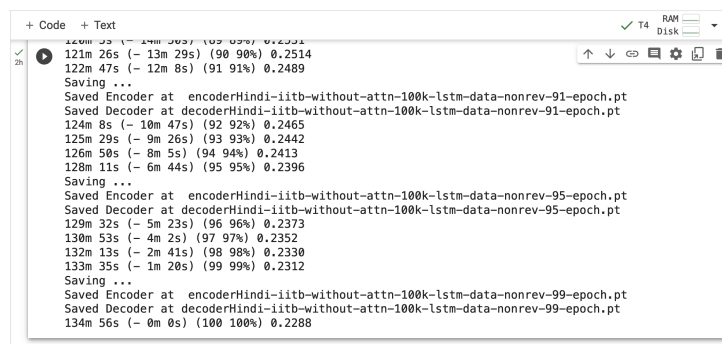 + Code + Text
T4 RAM
Disk
2h
121m 26s (- 13m 29s) (90 90%) 0.2514
122m 47s (- 12m 8s) (91 91%) 0.2489
Saving ...
Saved Encoder at  encoderHindi-iitb-without-attn-100k-lstm-data-nonrev-91-epoch.pt
Saved Decoder at decoderHindi-iitb-without-attn-100k-lstm-data-nonrev-91-epoch.pt
124m 8s (- 10m 47s) (92 92%) 0.2465
125m 29s (- 9m 26s) (93 93%) 0.2442
126m 50s (- 8m 5s) (94 94%) 0.2413
128m 11s (- 6m 44s) (95 95%) 0.2396
Saving ...
Saved Encoder at  encoderHindi-iitb-without-attn-100k-lstm-data-nonrev-95-epoch.pt
Saved Decoder at decoderHindi-iitb-without-attn-100k-lstm-data-nonrev-95-epoch.pt
129m 32s (- 5m 23s) (96 96%) 0.2373
130m 53s (- 4m 2s) (97 97%) 0.2352
132m 13s (- 2m 41s) (98 98%) 0.2330
133m 35s (- 1m 20s) (99 99%) 0.2312
Saving ...
Saved Encoder at  encoderHindi-iitb-without-attn-100k-lstm-data-nonrev-99-epoch.pt
Saved Decoder at decoderHindi-iitb-without-attn-100k-lstm-data-nonrev-99-epoch.pt
134m 56s (- 0m 0s) (100 100%) 0.2288